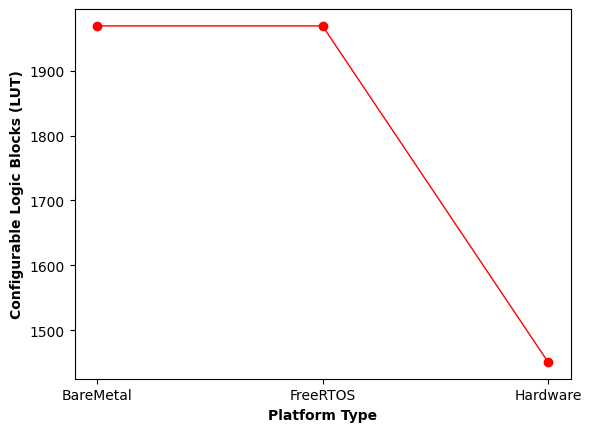 Configurable Logic Blocks (LUT)
1900
1800
1700
1600
1500
BareMetal
FreeRTOS
Hardware
Platform Type